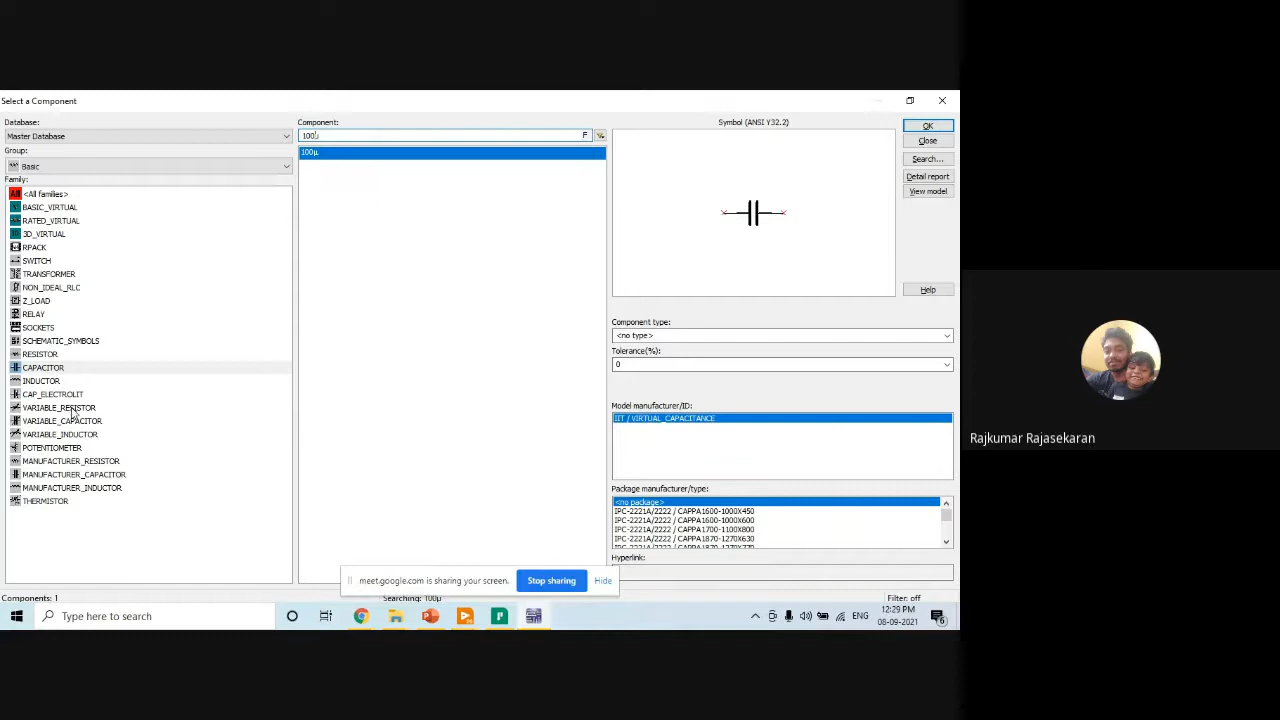 Select a Component
Database:
Master Database
Group:
Basic
Family:
All <All families>
BASIC_VIRTUAL
RATED_VIRTUAL
3D_VIRTUAL
RPACK
SWITCH
TRANSFORMER
NON_IDEAL_RLC
Z_LOAD
RELAY
SOCKETS
SCHEMATIC_SYMBOLS
RESISTOR
CAPACITOR
INDUCTOR
CAP_ELECTROLIT
VARIABLE_RESISTOR
VARIABLE_CAPACITOR
VARIABLE_INDUCTOR
POTENTIOMETER
MANUFACTURER_RESISTOR
MANUFACTURER_CAPACITOR
MANUFACTURER_INDUCTOR
THERMISTOR
Components: 1
Component:
100u F
100µ
Searching: 100µ
Symbol (ANSI Y32.2)
Component type:
<no type>
Tolerance(%):
0
Model manufacturer/ID:
IIT / VIRTUAL_CAPACITANCE
Package manufacturer/type:
<no package>
IPC-2221A/2222 / CAPPA1600-1000X450
IPC-2221A/2222 / CAPPA1600-1000X600
IPC-2221A/2222 / CAPPA1700-1100X800
IPC-2221A/2222 / CAPPA1870-1270X630
Hyperlink:
Filter: off
OK
Close
Search...
Detail report
View model
Help
meet.google.com is sharing your screen.
Stop sharing
Hide
Type here to search
ENG
12:29 PM
08-09-2021
6
Rajkumar Rajasekaran